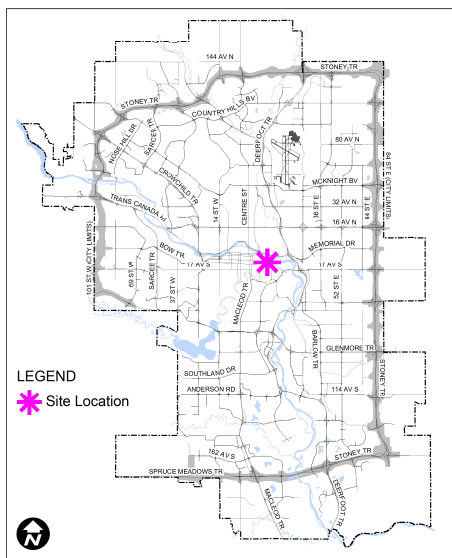 144 AV N
STONEY TR
STONEY TR
COUNTRY HILLS BV
DEERFOOT TR
NOSE HILL DR
SARCEE TR
80 AV N
CROWCHILD TR
MCKNIGHT BV
84 ST E (CITY LIMITS)
14 ST W
CENTRE ST
36 ST E
32 AV N
44 ST E
TRANS CANADA H
16 AV N
BOW TR
MEMORIAL DR
17 AV S
17 AV S
101 ST W (CITY LIMITS)
69 ST W
SARCEE TR
37 ST W
MACLEOD TR
52 ST E
BARLOW TR
GLENMORE TR
STONEY TR
SOUTHLAND DR
LEGEND
ANDERSON RD
114 AV S
Site Location
162 AV S
STONEY TR
SPRUCE MEADOWS TR
MACLEOD TR
DEERFOOT TR
N